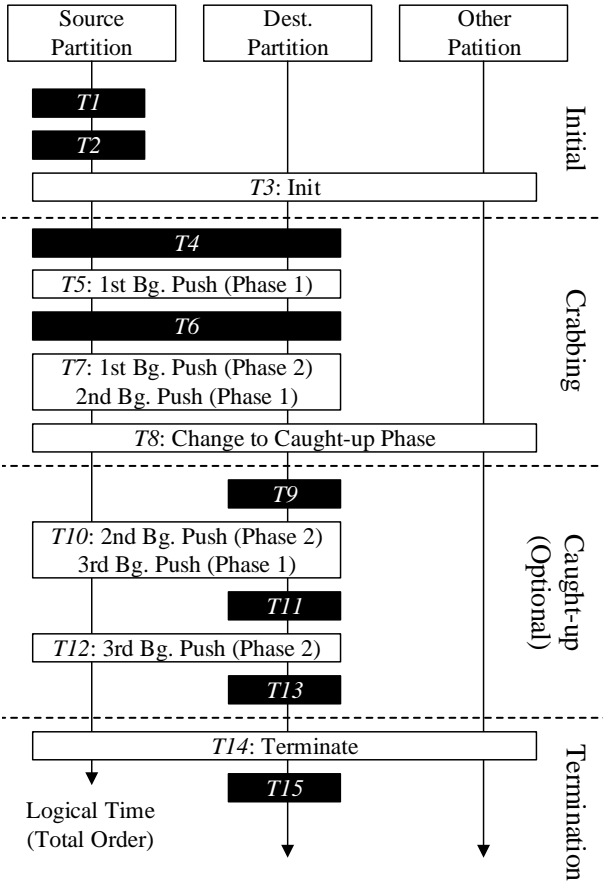 Source
Partition
Dest.
Partition
Other
Patition
T1
T2
T3: Init
Initial
T4
T5: 1st Bg. Push (Phase 1)
T6
T7: 1st Bg. Push (Phase 2)
2nd Bg. Push (Phase 1)
T8: Change to Caught-up Phase
Crabbing
T9
T10: 2nd Bg. Push (Phase 2)
3rd Bg. Push (Phase 1)
T11
T12: 3rd Bg. Push (Phase 2)
T13
Caught-up
(Optional)
T14: Terminate
T15
Termination
Logical Time
(Total Order)